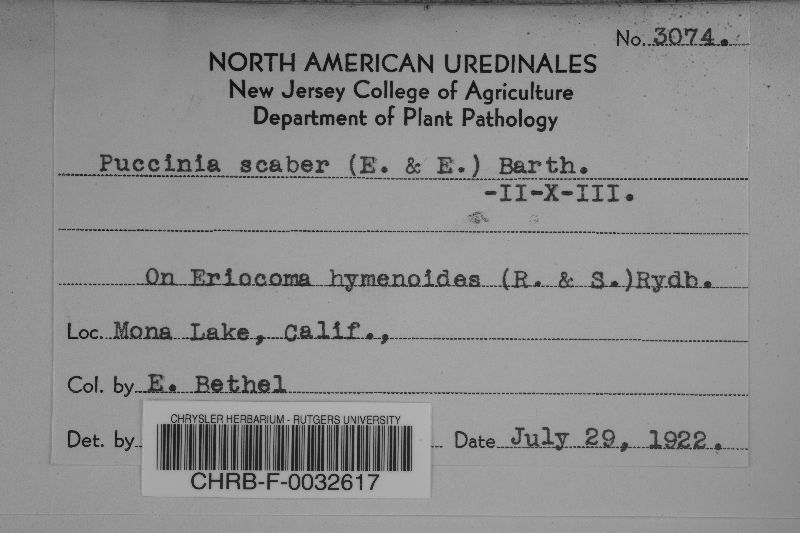 No. 3074.
NORTH AMERICAN UREDINALES
New Jersey College of Agriculture
Department of Plant Pathology
Puccinia scaber (E. & E.) Barth.
-II-X-III.
On Eriocoma hymenoides (R. & S.)Rydb.
Loc. Mona Lake, Calif.,
Col. by E. Bethel
Det. by Date July 29, 1922.
CHRYSLER HERBARIUM - RUTGERS UNIVERSITY
CHRB-F-0032617